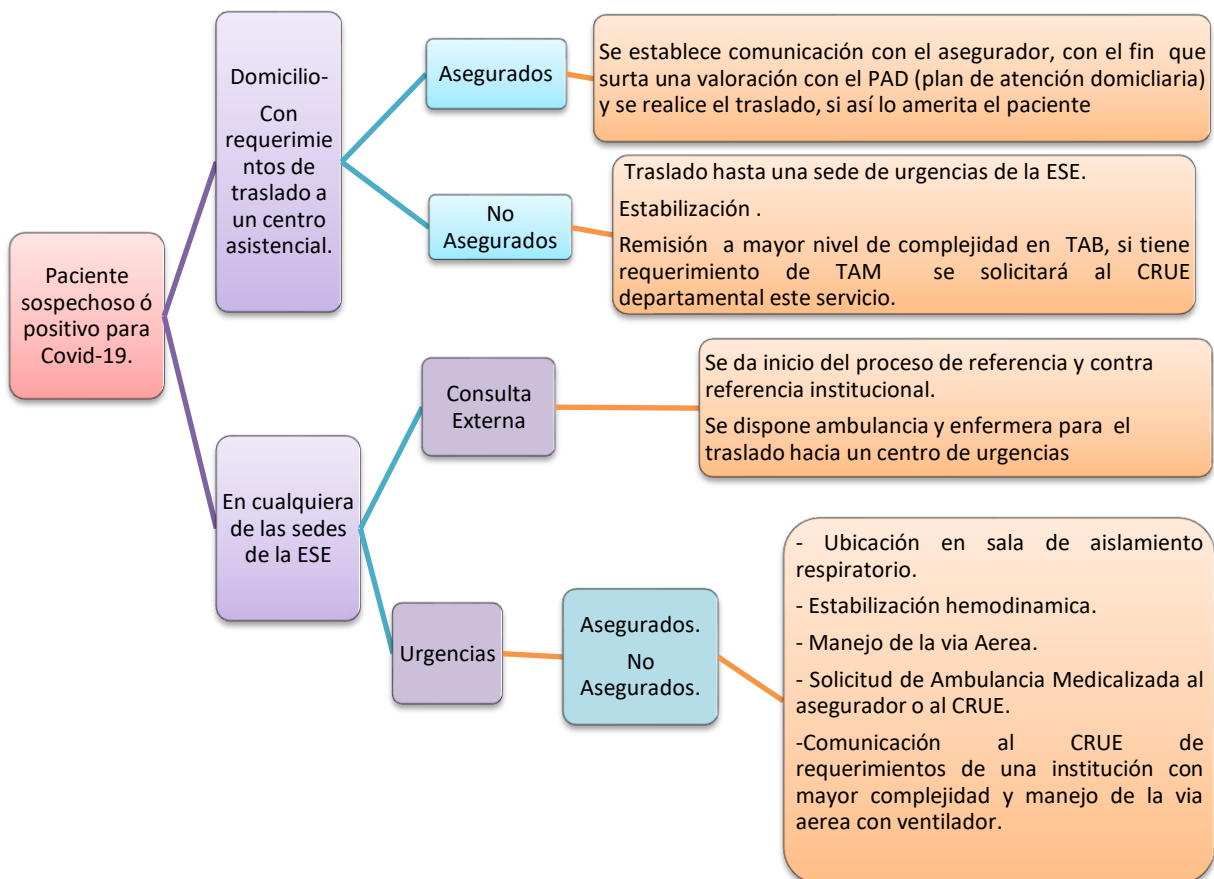 Paciente
sospechoso ó
positivo para
Covid-19.
Domicilio-
Con
requerimie
ntos de
traslado a
un centro
asistencial.
Asegurados
Se establece comunicación con el asegurador, con el fin que
surta una valoración con el PAD (plan de atención domiciliaria)
y se realice el traslado, si así lo amerita el paciente
No
Asegurados
Traslado hasta una sede de urgencias de la ESE.
Estabilización .
Remisión a mayor nivel de complejidad en TAB, si tiene
requerimiento de TAM se solicitará al CRUE
departamental este servicio.
En cualquiera
de las sedes
de la ESE
Consulta
Externa
Se da inicio del proceso de referencia y contra
referencia institucional.
Se dispone ambulancia y enfermera para el
traslado hacia un centro de urgencias
Urgencias
Asegurados.
No
Asegurados.
- Ubicación en sala de aislamiento
respiratorio.
- Estabilización hemodinamica.
- Manejo de la via Aerea.
- Solicitud de Ambulancia Medicalizada al
asegurador o al CRUE.
-Comunicación al CRUE de
requerimientos de una institución con
mayor complejidad y manejo de la via
aerea con ventilador.